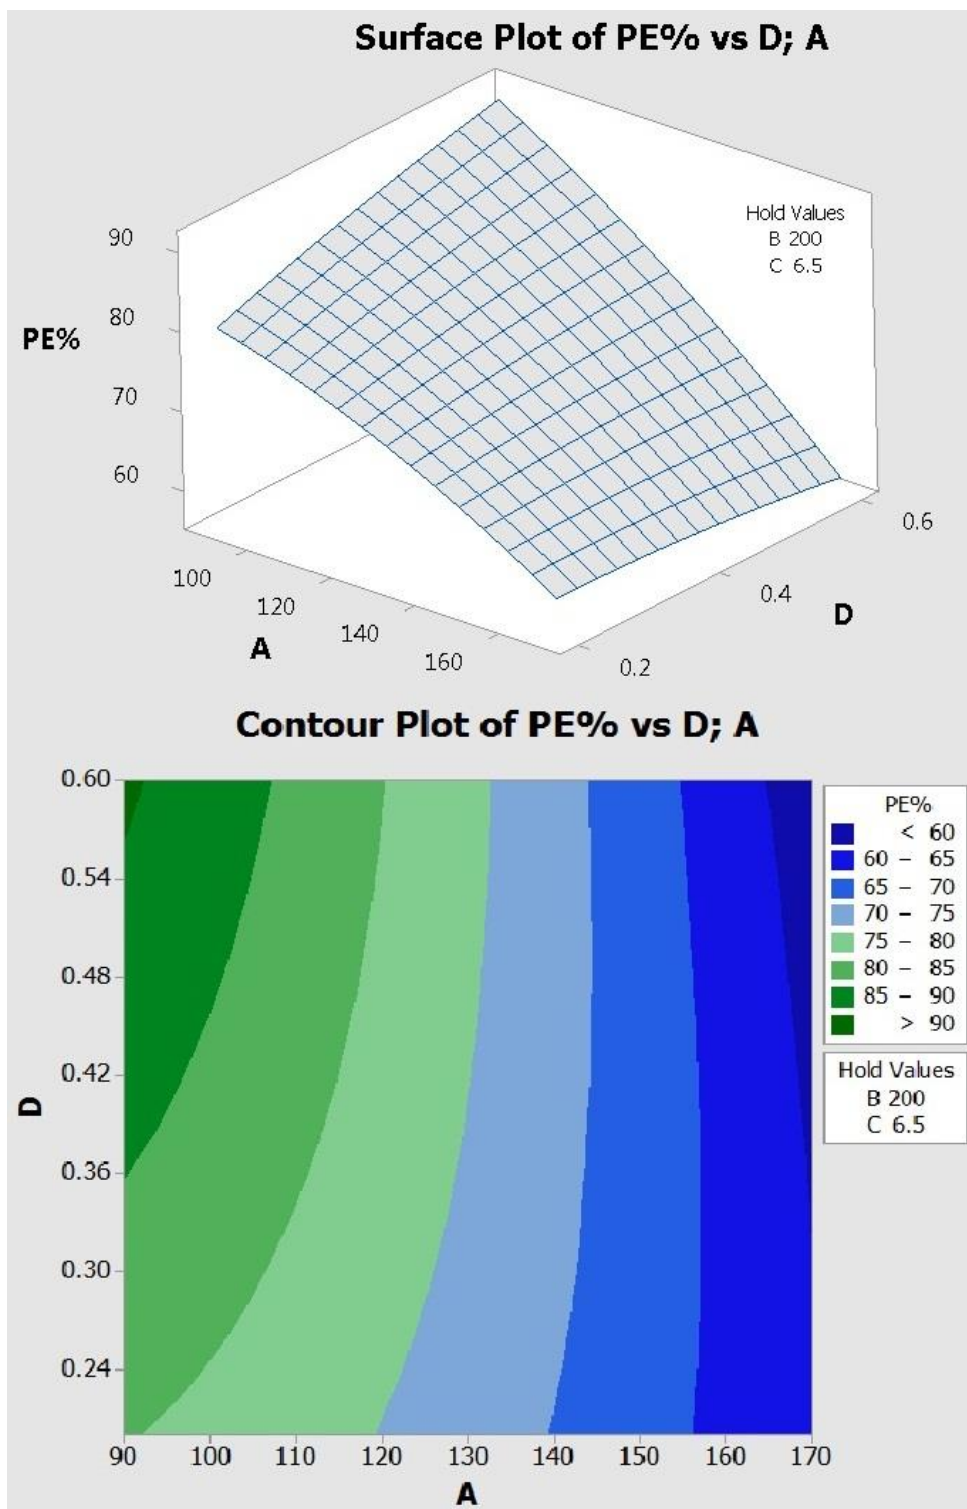 Surface Plot of PE% vs D; A
Hold Values
B 200
C 6.5
90
80
PE%
70
60
100
120
140
160
A
0.2
0.4
0.6
D
Contour Plot of PE% vs D; A
0.60
0.54
0.48
0.42
0.36
0.30
0.24
D
90 100 110 120 130 140 150 160 170
A
PE%
< 60
60 – 65
65 – 70
70 – 75
75 – 80
80 – 85
85 – 90
> 90
Hold Values
B 200
C 6.5